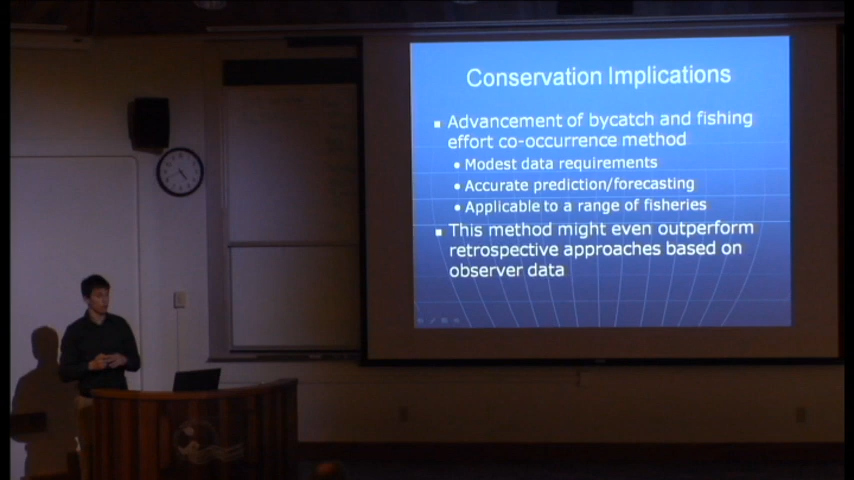 Conservation Implications
Advancement of bycatch and fishing
effort co-occurrence method
Modest data requirements
Accurate prediction/forecasting
Applicable to a range of fisheries
This method might even outperform
retrospective approaches based on
observer data